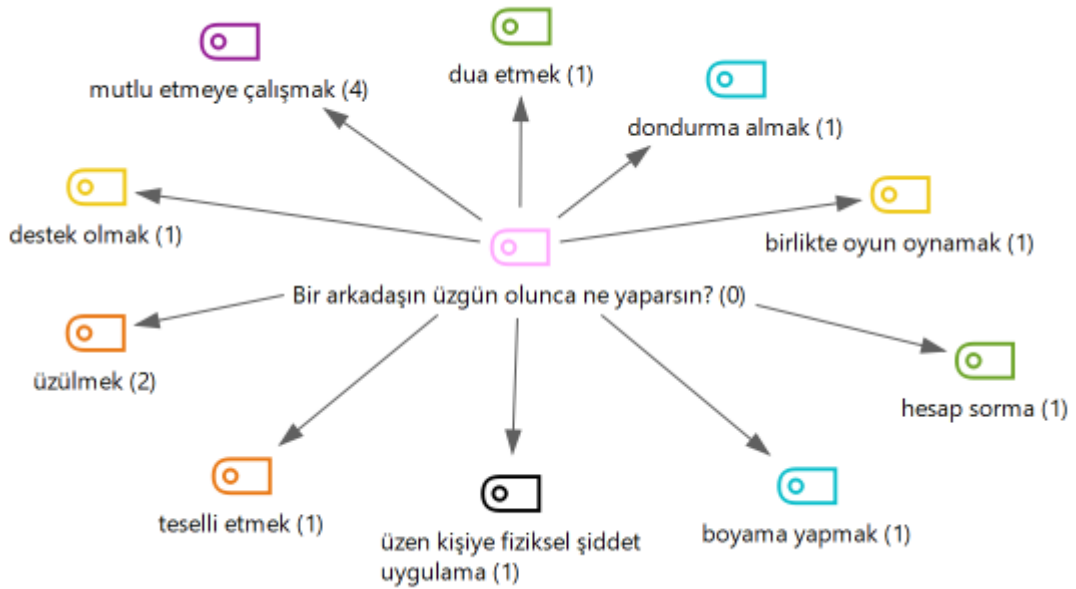 mutlu etmeye çalışmak (4)
dua etmek (1)
dondurma almak (1)
destek olmak (1)
birlikte oyun oynamak (1)
Bir arkadaşın üzgün olunca ne yaparsın? (0)
üzülmek (2)
hesap sorma (1)
teselli etmek (1)
üzen kişiye fiziksel şiddet
uygulama (1)
boyama yapmak (1)